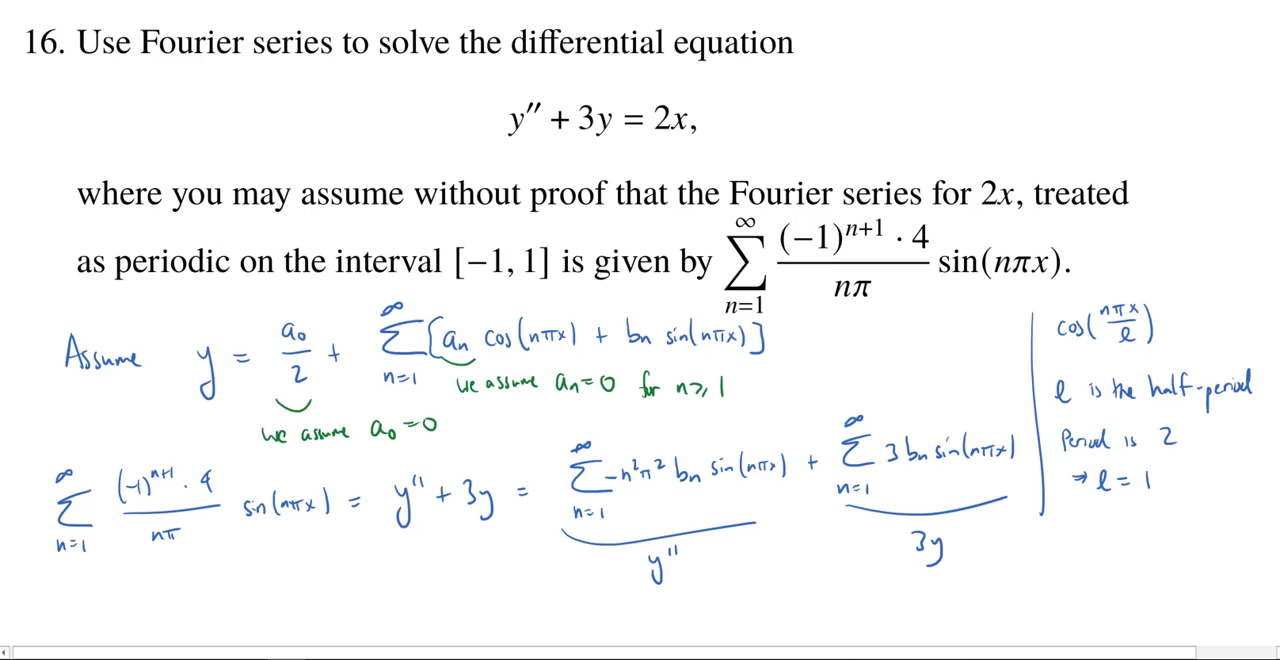 16. Use Fourier series to solve the differential equation
y″ + 3y = 2x,
where you may assume without proof that the Fourier series for 2x, treated
as periodic on the interval [−1, 1] is given by ∑_{n=1}^{∞} (−1)^{n+1} · 4 / nπ sin(nπx).
Assume y = a₀/2 + ∑_{n=1}^{∞} [aₙ cos(nπx) + bₙ sin(nπx)]
we assume aₙ=0 for n≥1
we assume a₀=0
∑_{n=1}^{∞} (−1)^{n+1} · 4 / nπ sin(nπx) = y″ + 3y = ∑_{n=1}^{∞} −n²π² bₙ sin(nπx) + ∑_{n=1}^{∞} 3bₙ sin(nπx)
y″
3y
cos(nπx/ℓ)
ℓ is the half-period
Period is 2
⇒ ℓ = 1